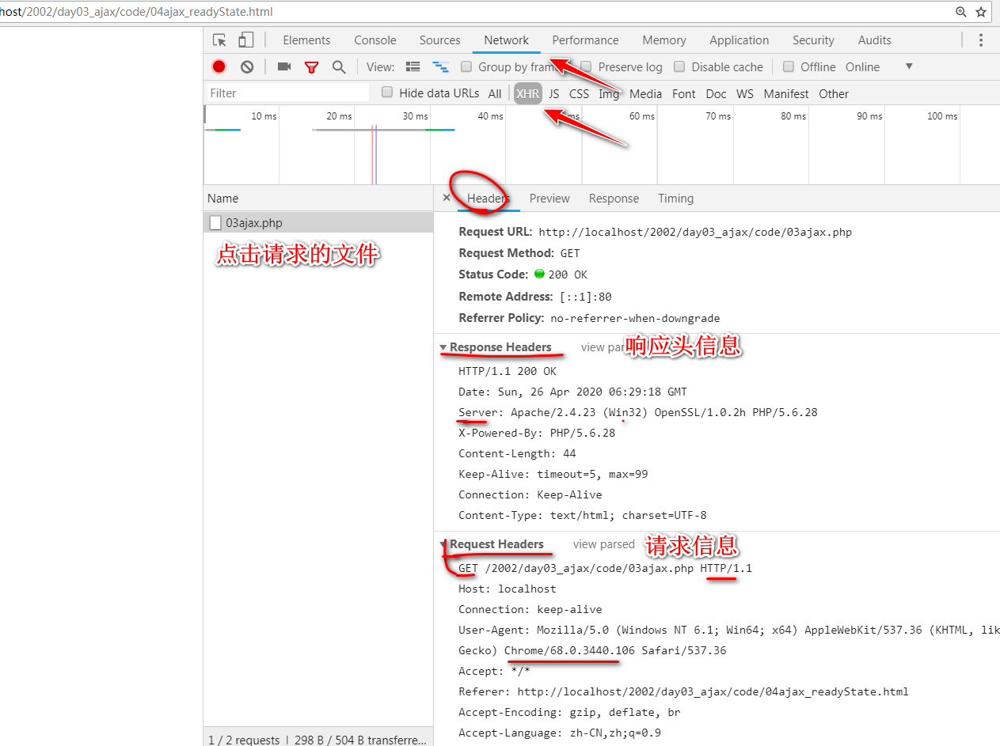 host/2002/day03_ajax/code/04ajax_readyState.html
Elements Console Sources Network Performance Memory Application Security Audits
View: Group by frame Preserve log Disable cache Offline Online
Filter Hide data URLs All XHR JS CSS Img Media Font Doc WS Manifest Other
10 ms 20 ms 30 ms 40 ms ms 60 ms 70 ms 80 ms 90 ms 100 ms
Name
× Headers Preview Response Timing
03ajax.php
点击请求的文件
Request URL: http://localhost/2002/day03_ajax/code/03ajax.php
Request Method: GET
Status Code: 200 OK
Remote Address: [::1]:80
Referrer Policy: no-referrer-when-downgrade
Response Headers view par 响应头信息
HTTP/1.1 200 OK
Date: Sun, 26 Apr 2020 06:29:18 GMT
Server: Apache/2.4.23 (Win32) OpenSSL/1.0.2h PHP/5.6.28
X-Powered-By: PHP/5.6.28
Content-Length: 44
Keep-Alive: timeout=5, max=99
Connection: Keep-Alive
Content-Type: text/html; charset=UTF-8
Request Headers view parsed 请求信息
GET /2002/day03_ajax/code/03ajax.php HTTP/1.1
Host: localhost
Connection: keep-alive
User-Agent: Mozilla/5.0 (Windows NT 6.1; Win64; x64) AppleWebKit/537.36 (KHTML, lik
Gecko) Chrome/68.0.3440.106 Safari/537.36
Accept: */*
Referer: http://localhost/2002/day03_ajax/code/04ajax_readyState.html
Accept-Encoding: gzip, deflate, br
Accept-Language: zh-CN,zh;q=0.9
1 / 2 requests | 298 B / 504 B transferre...